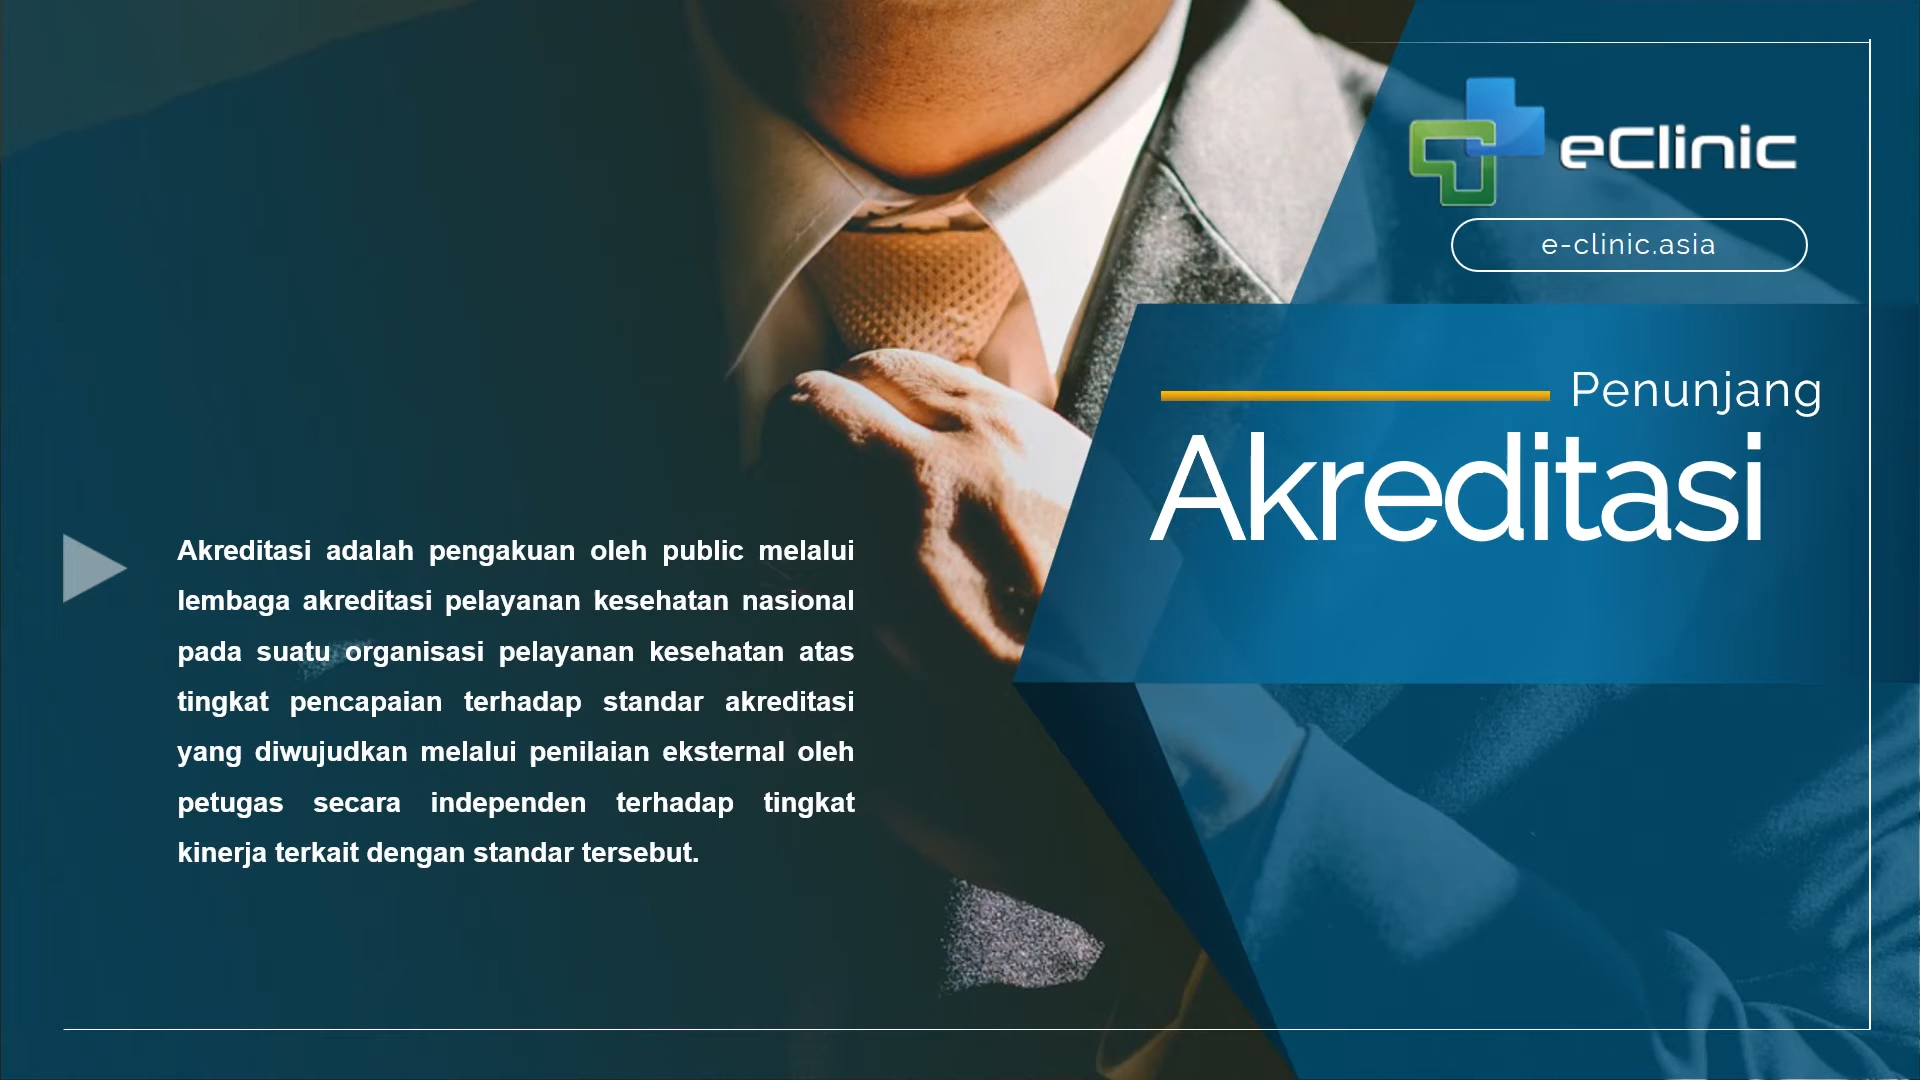 eClinic
e-clinic.asia
Penunjang
Akreditasi
Akreditasi adalah pengakuan oleh public melalui
lembaga akreditasi pelayanan kesehatan nasional
pada suatu organisasi pelayanan kesehatan atas
tingkat pencapaian terhadap standar akreditasi
yang diwujudkan melalui penilaian eksternal oleh
petugas secara independen terhadap tingkat
kinerja terkait dengan standar tersebut.